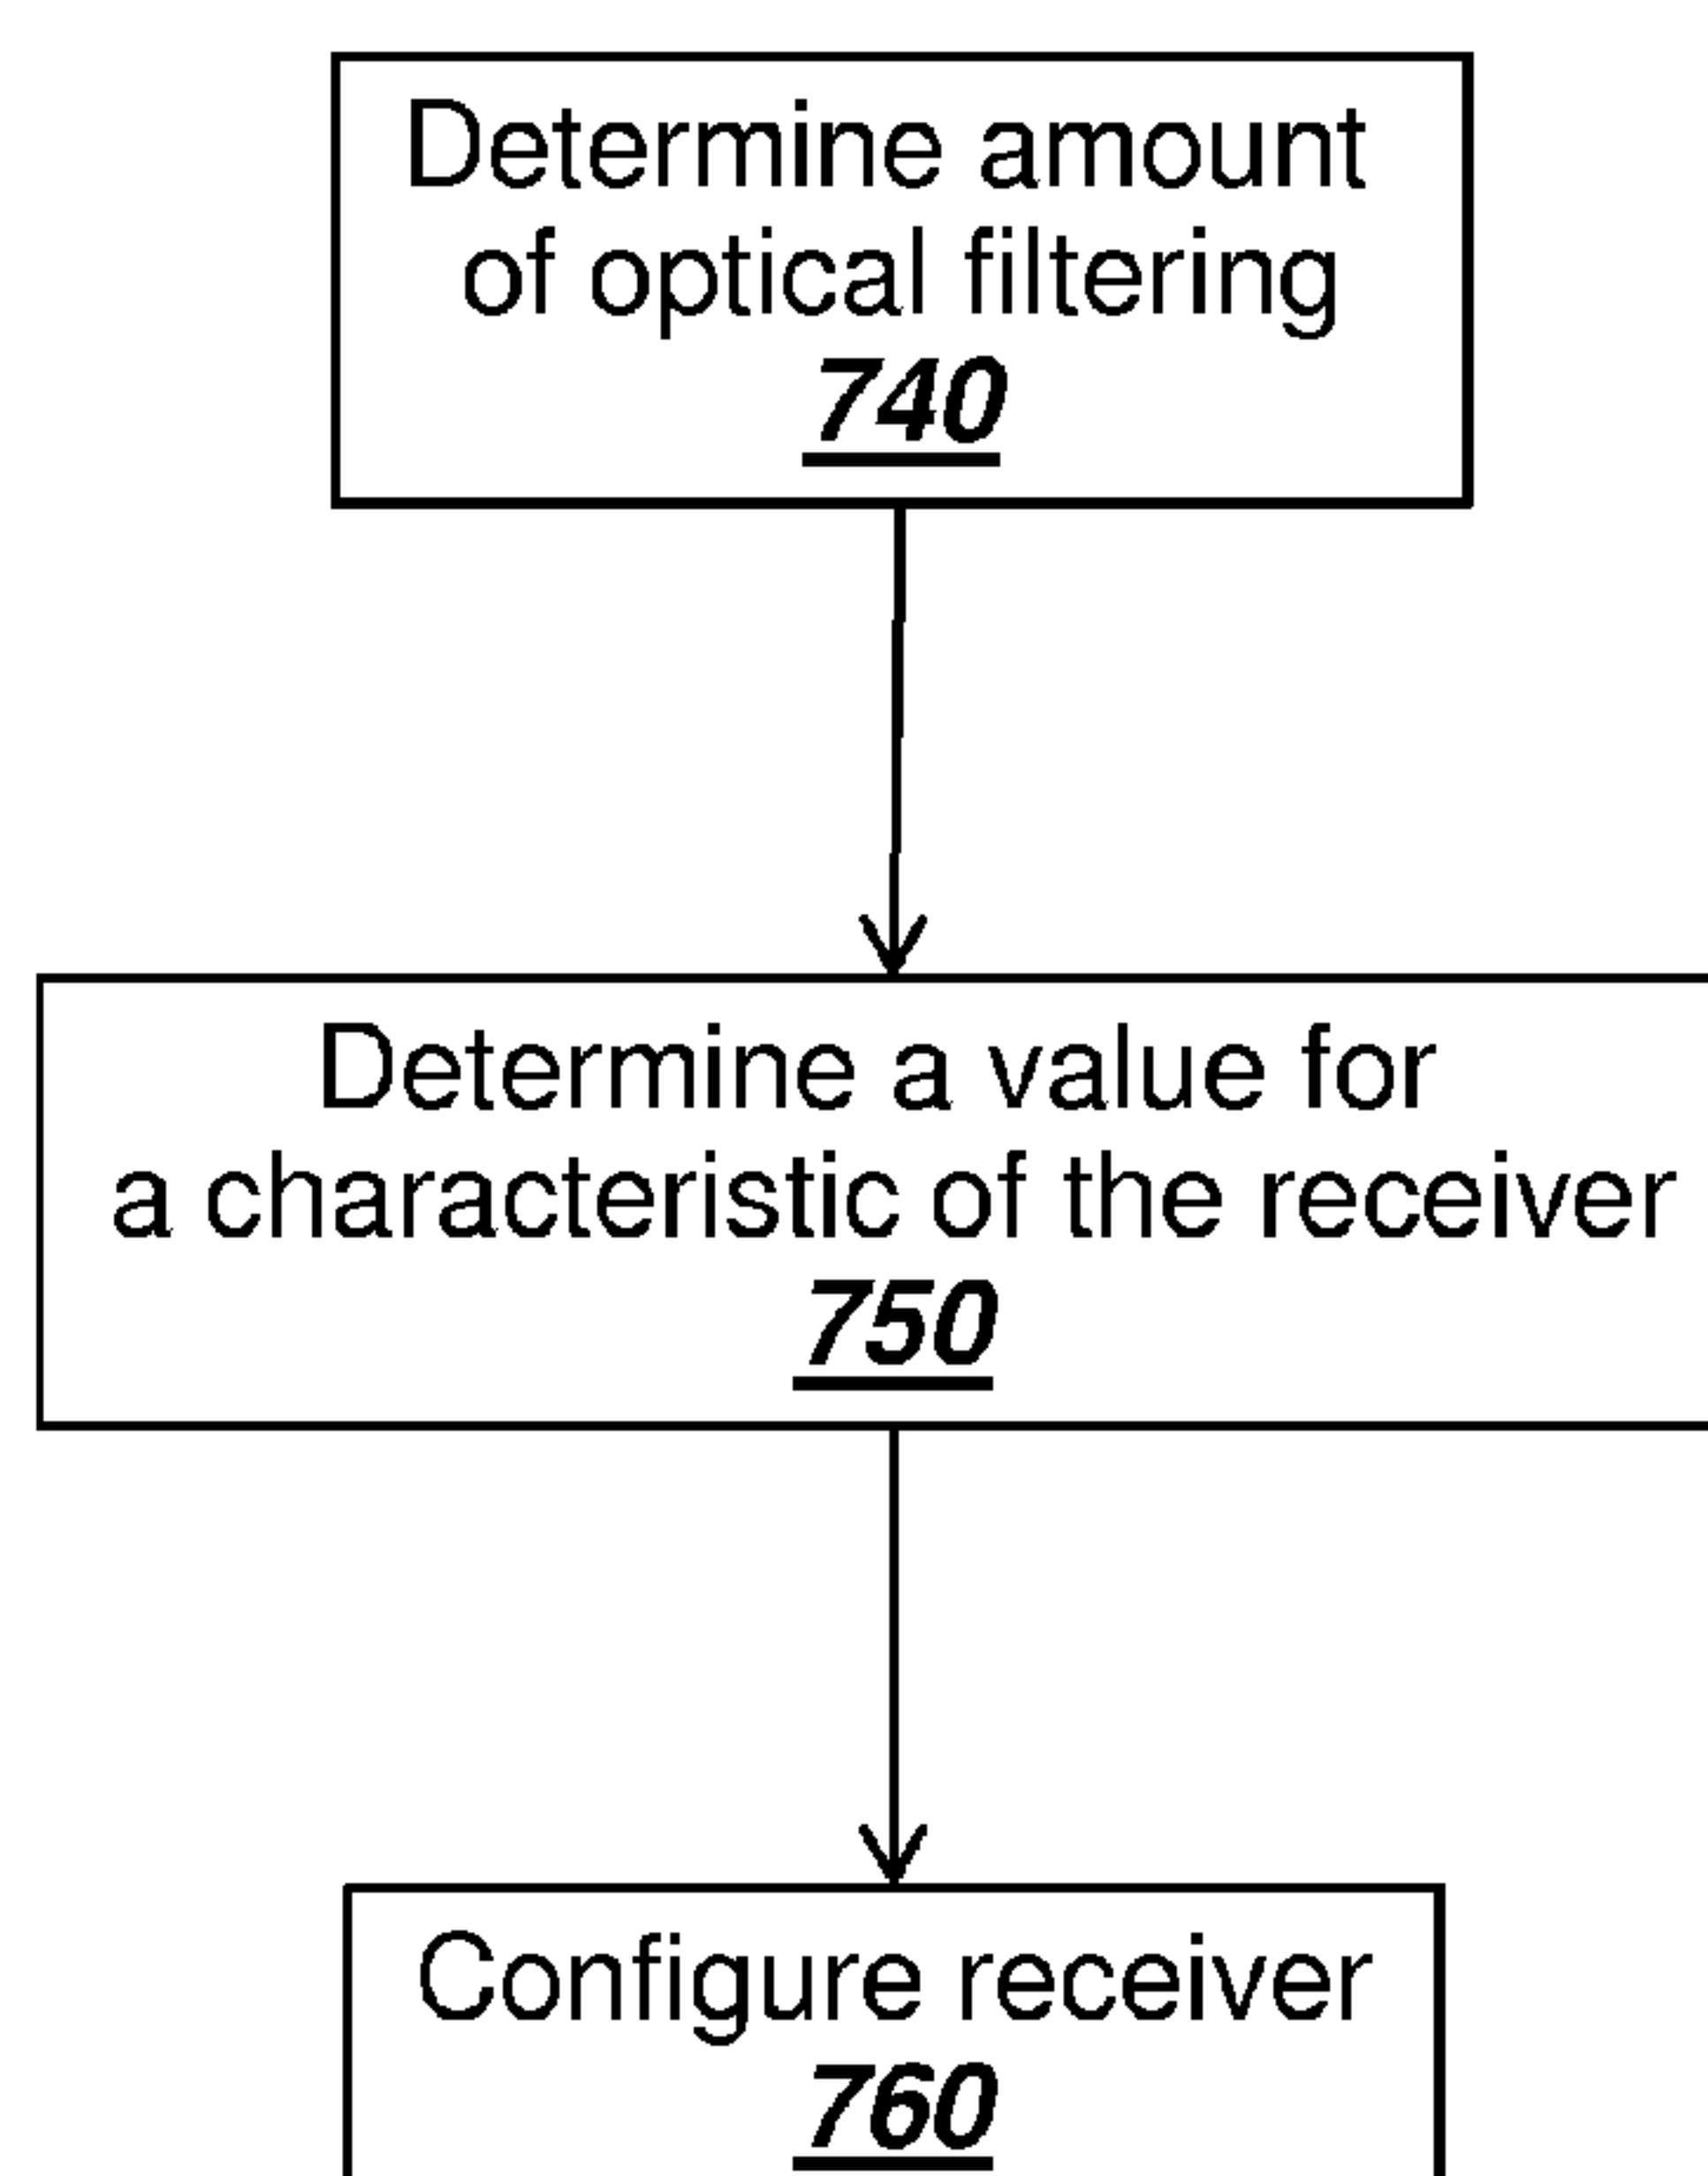 Determine amount
of optical filtering
740
Determine a value for
a characteristic of the receiver
750
Configure receiver
760